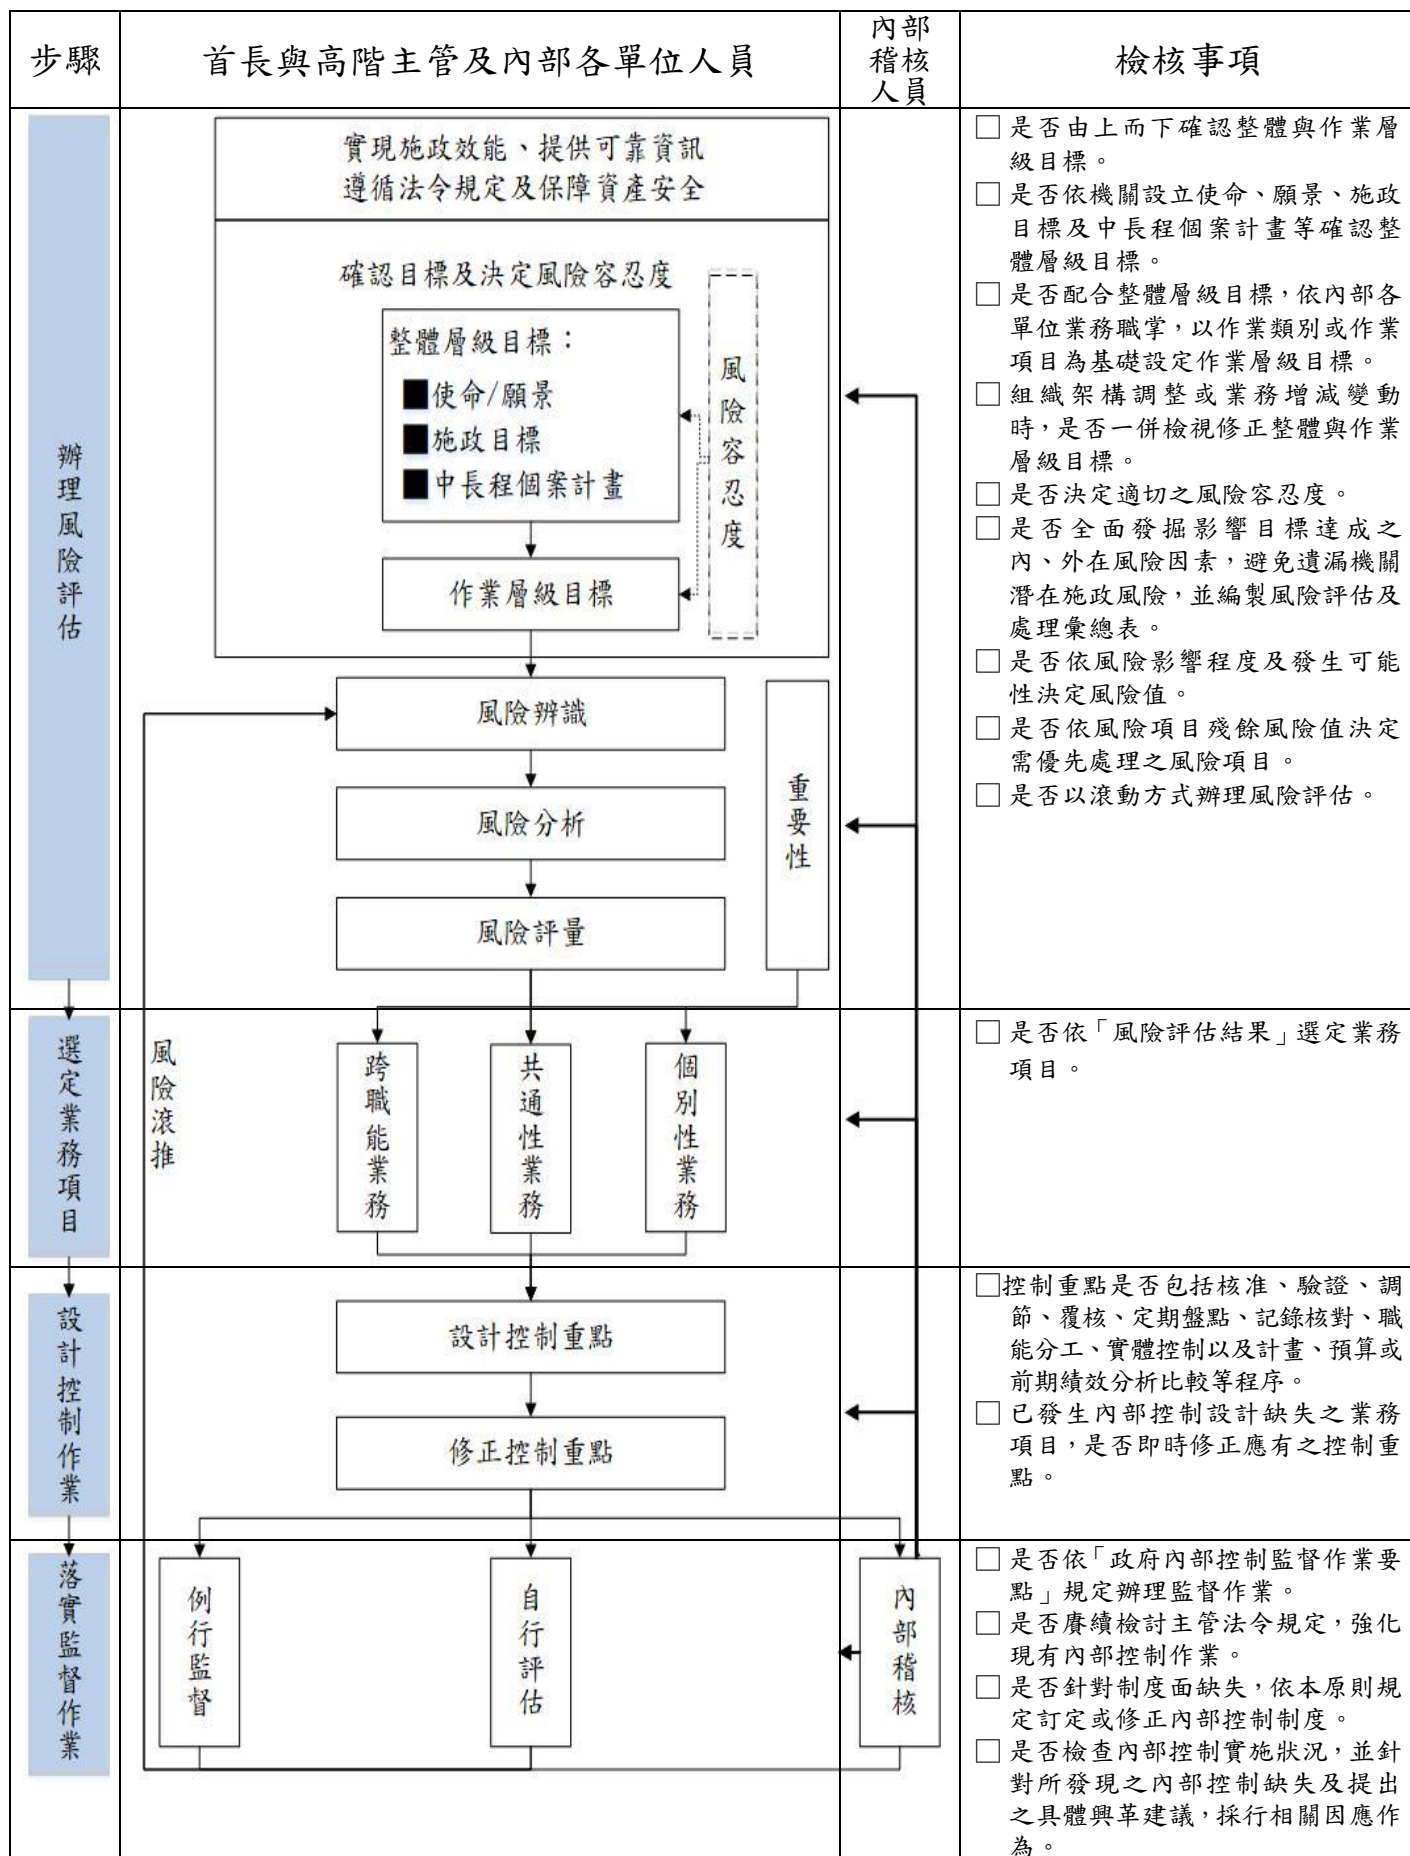 步驟
首長與高階主管及內部各單位人員
內部
稽核
人員
檢核事項
辦理風險評估
實現施政效能、提供可靠資訊
遵循法令規定及保障資產安全
確認目標及決定風險容忍度
整體層級目標：
■使命/願景
■施政目標
■中長程個案計畫
風險容忍度
作業層級目標
風險辨識
風險分析
風險評量
重要性
□是否由上而下確認整體與作業層
級目標。
□是否依機關設立使命、願景、施政
目標及中長程個案計畫等確認整
體層級目標。
□是否配合整體層級目標，依內部各
單位業務職掌，以作業類別或作業
項目為基礎設定作業層級目標。
□組織架構調整或業務增減變動
時，是否一併檢視修正整體與作業
層級目標。
□是否決定適切之風險容忍度。
□是否全面發掘影響目標達成之
內、外在風險因素，避免遺漏機關
潛在施政風險，並編製風險評估及
處理彙總表。
□是否依風險影響程度及發生可能
性決定風險值。
□是否依風險項目殘餘風險值決定
需優先處理之風險項目。
□是否以滾動方式辦理風險評估。
選定業務項目
風險滾推
跨職能業務
共通性業務
個別性業務
□是否依「風險評估結果」選定業務
項目。
設計控制作業
設計控制重點
修正控制重點
□控制重點是否包括核准、驗證、調
節、覆核、定期盤點、記錄核對、職
能分工、實體控制以及計畫、預算或
前期績效分析比較等程序。
□已發生內部控制設計缺失之業務
項目，是否即時修正應有之控制重
點。
落實監督作業
例行監督
自行評估
內部稽核
□是否依「政府內部控制監督作業要
點」規定辦理監督作業。
□是否賡續檢討主管法令規定，強化
現有內部控制作業。
□是否針對制度面缺失，依本原則規
定訂定或修正內部控制制度。
□是否檢查內部控制實施狀況，並針
對所發現之內部控制缺失及提出
之具體興革建議，採行相關因應作
為。